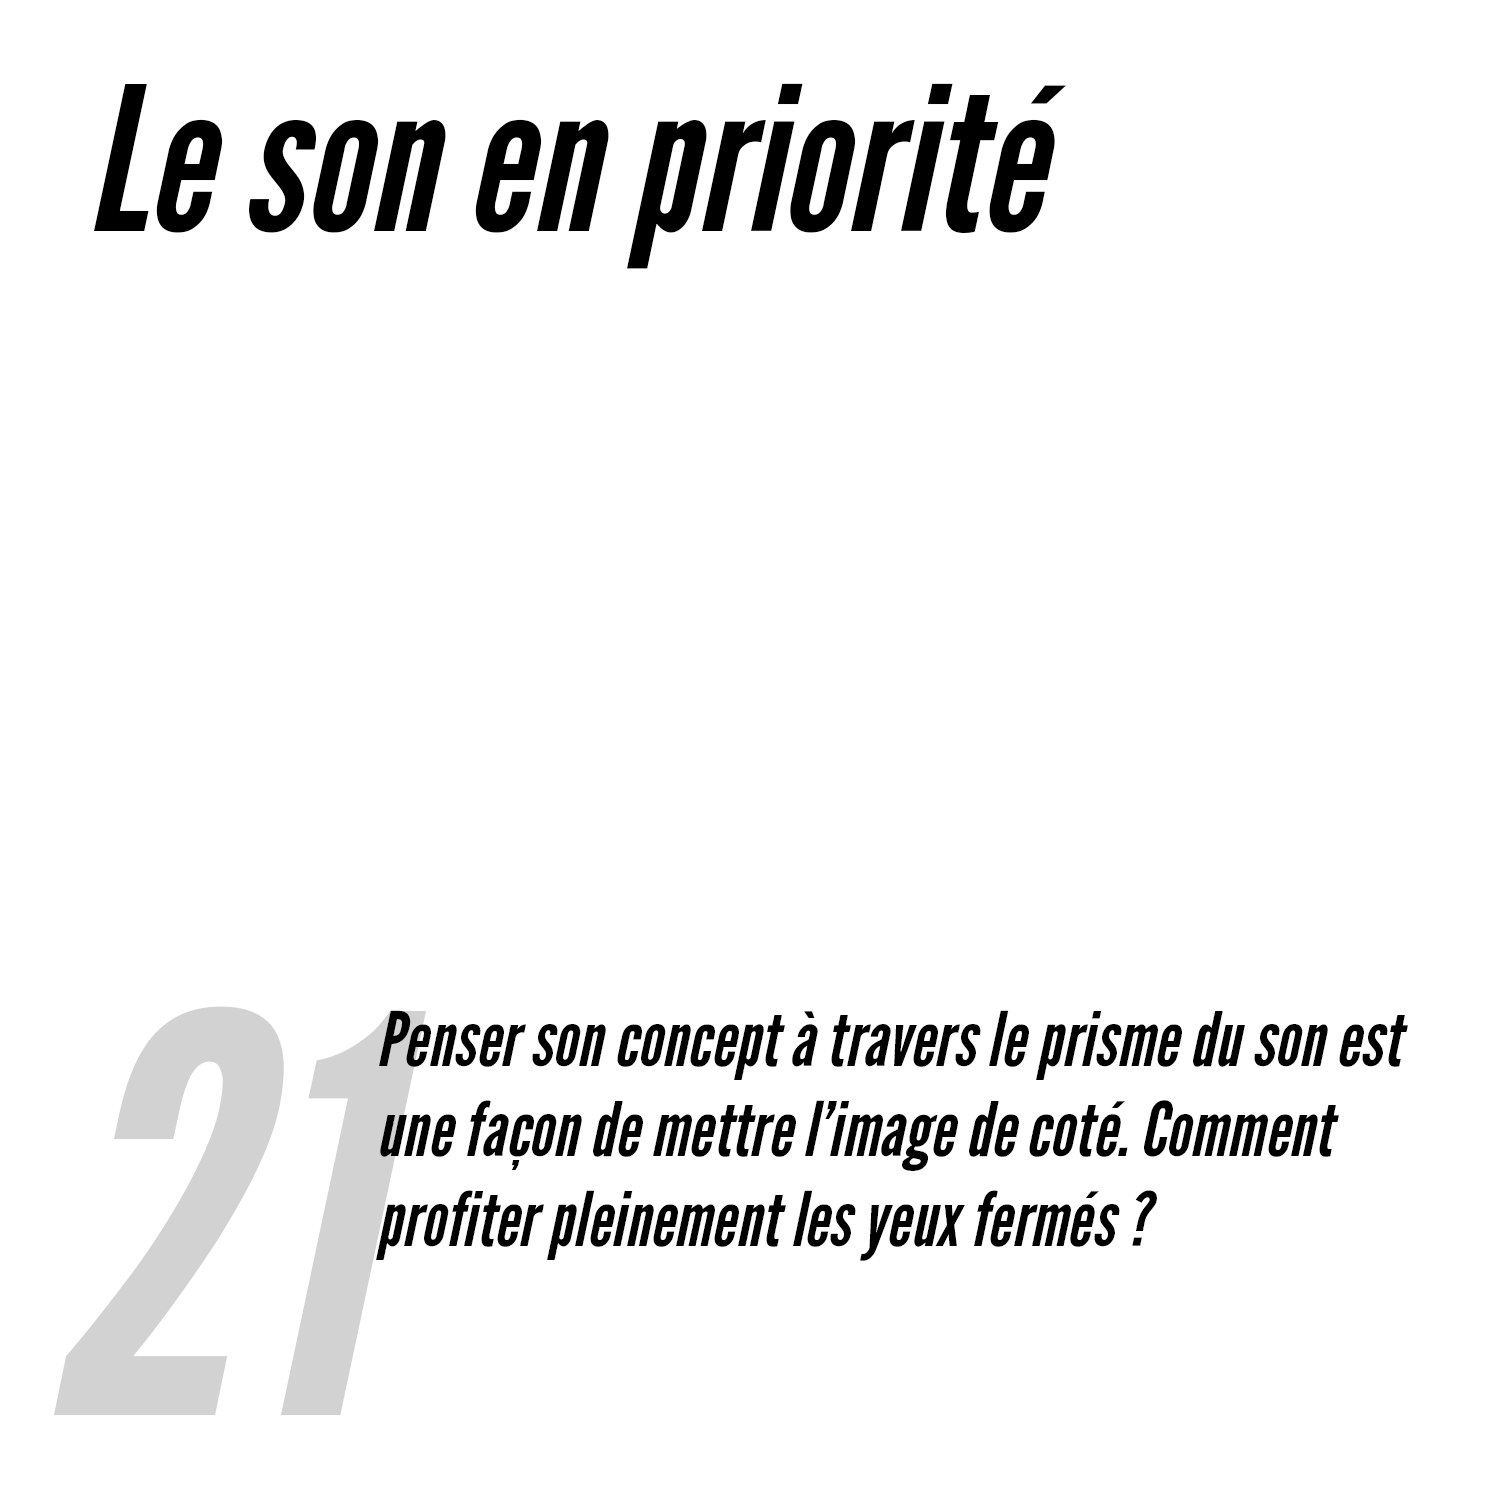 Le son en priorité
21
Penser son concept à travers le prisme du son est
une façon de mettre l’image de coté. Comment
profiter pleinement les yeux fermés ?